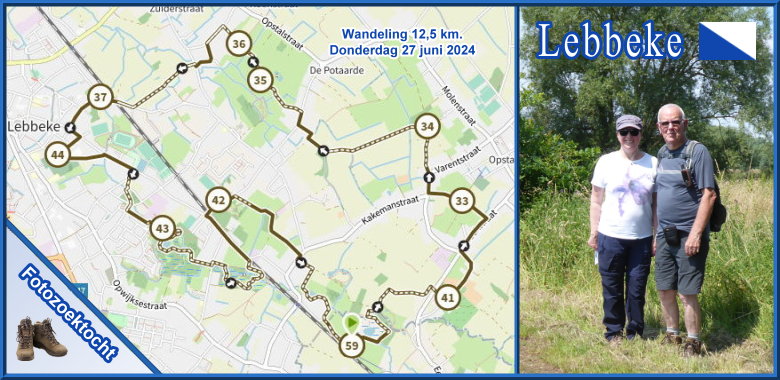 Zuiderstraat
Opstalstraat
Wandeling 12,5 km.
Donderdag 27 juni 2024
36
35
De Potaarde
37
Molenstraat
Lebbeke
34
44
Varentstraat
Opsta
42
33
Kakemanstraat
43
41
Opwijksestraat
59
Fotozoektocht
Lebbeke